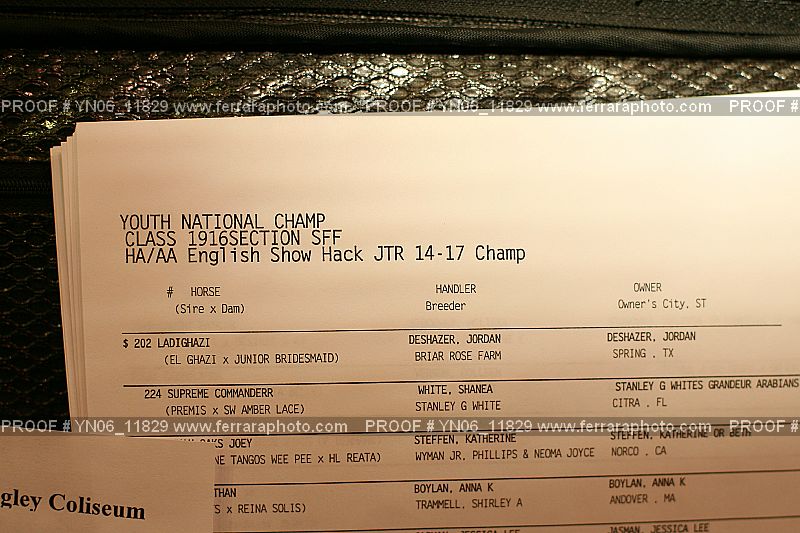 PROOF # YN06_11829 www.ferraraphoto.com PROOF # YN06_11829 www.ferraraphoto.com PROOF #
YOUTH NATIONAL CHAMP
CLASS 1916SECTION SFF
HA/AA English Show Hack JTR 14-17 Champ
# HORSE HANDLER OWNER
(Sire x Dam) Breeder Owner's City, ST
$ 202 LADIGHAZI DESHAZER, JORDAN DESHAZER, JORDAN
(EL GHAZI x JUNIOR BRIDESMAID) BRIAR ROSE FARM SPRING , TX
224 SUPREME COMMANDERR WHITE, SHANEA STANLEY G WHITES GRANDEUR ARABIANS
(PREMIS x SW AMBER LACE) STANLEY G WHITE CITRA , FL
PROOF # YN06_11829 www.ferraraphoto.com PROOF # YN06_11829 www.ferraraphoto.com PROOF #
OAKS JOEY STEFFEN, KATHERINE STEFFEN, KATHERINE OR BETH
NE TANGOS WEE PEE x HL REATA) WYMAN JR, PHILLIPS & NEOMA JOYCE NORCO , CA
THAN BOYLAN, ANNA K BOYLAN, ANNA K
S x REINA SOLIS) TRAMMELL, SHIRLEY A ANDOVER , MA
JESSICA LEE JASMAN, JESSICA LEE
gley Coliseum